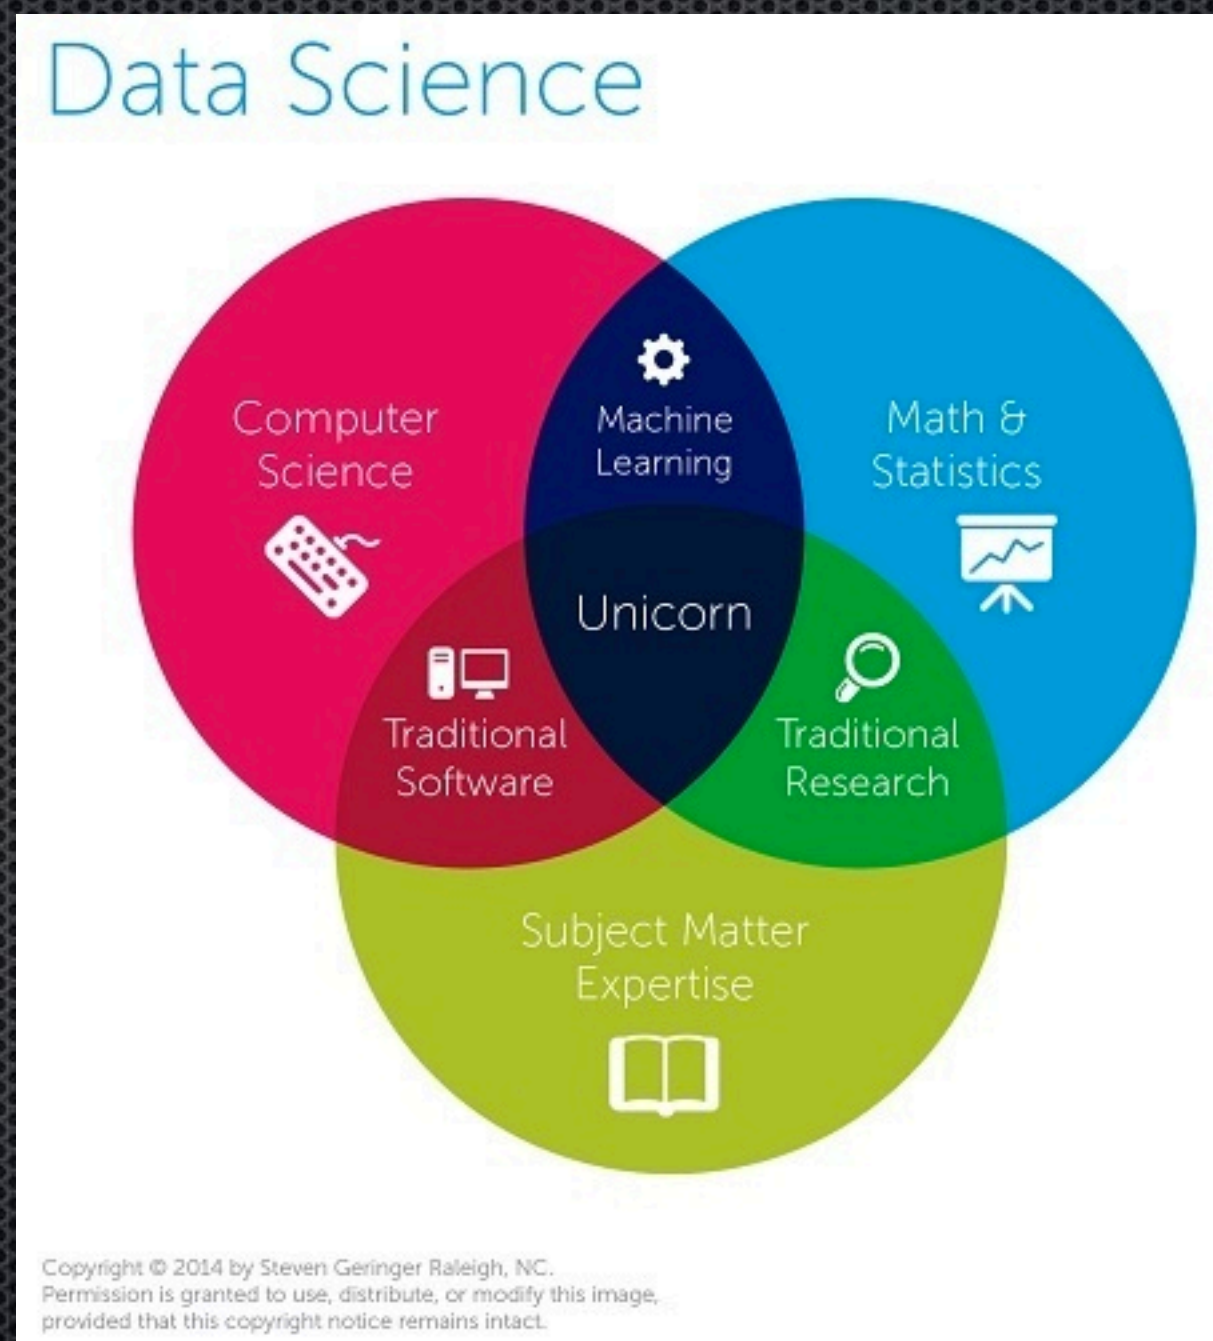 Data Science
Computer
Science
Machine
Learning
Math &
Statistics
Unicorn
Traditional
Software
Traditional
Research
Subject Matter
Expertise
Copyright © 2014 by Steven Geringer Raleigh, NC.
Permission is granted to use, distribute, or modify this image,
provided that this copyright notice remains intact.